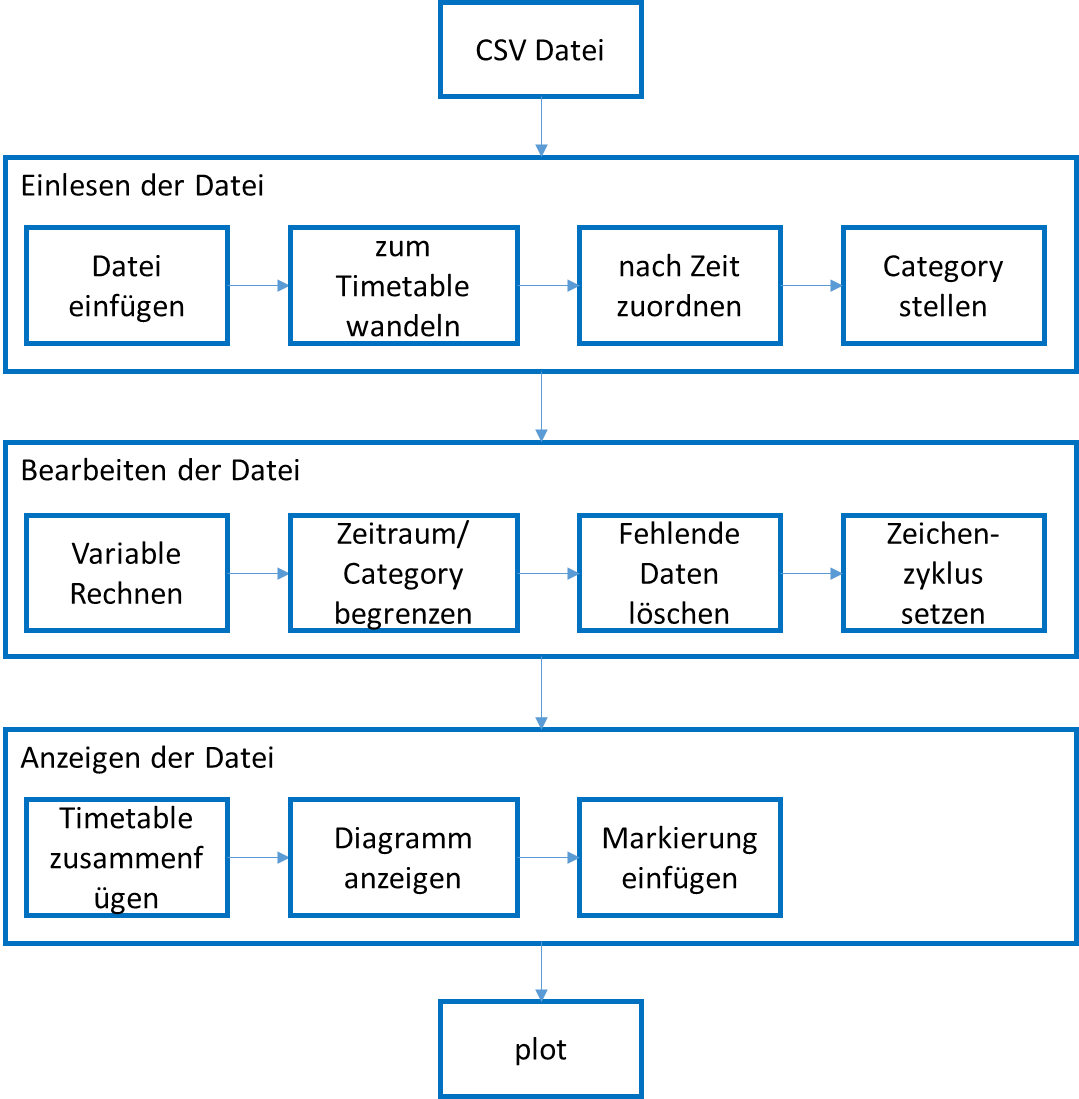 CSV Datei
Einlesen der Datei
Datei
einfügen
zum
Timetable
wandeln
nach Zeit
zuordnen
Category
stellen
Bearbeiten der Datei
Variable
Rechnen
Zeitraum/
Category
begrenzen
Fehlende
Daten
löschen
Zeichen-
zyklus
setzen
Anzeigen der Datei
Timetable
zusammenf
ügen
Diagramm
anzeigen
Markierung
einfügen
plot